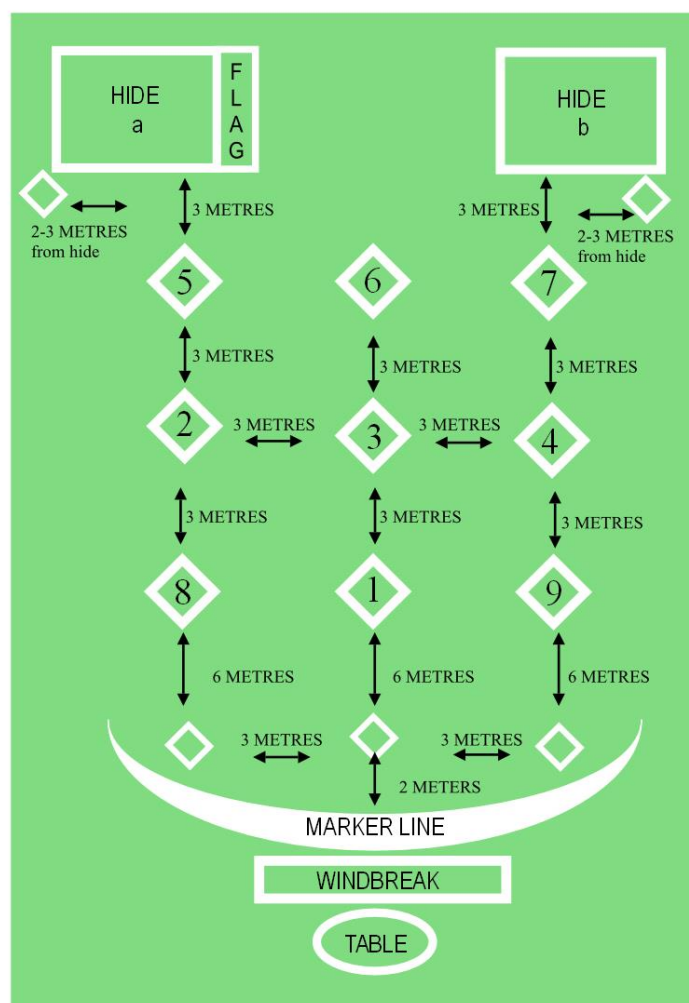 HIDE
a
F
L
A
G
HIDE
b
3 METRES
3 METRES
2-3 METRES
from hide
2-3 METRES
from hide
5
6
7
3 METRES
3 METRES
3 METRES
2
3 METRES
3
3 METRES
4
3 METRES
3 METRES
3 METRES
8
1
9
6 METRES
6 METRES
6 METRES
3 METRES
3 METRES
2 METERS
MARKER LINE
WINDBREAK
TABLE